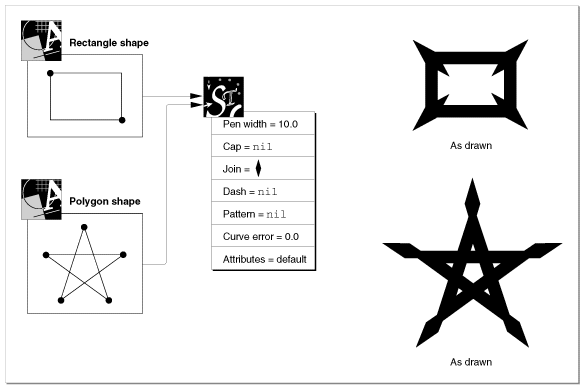 Rectangle shape
Polygon shape
Pen width = 10.0
Cap = nil
Join =
Dash = nil
Pattern = nil
Curve error = 0.0
Attributes = default
As drawn
As drawn